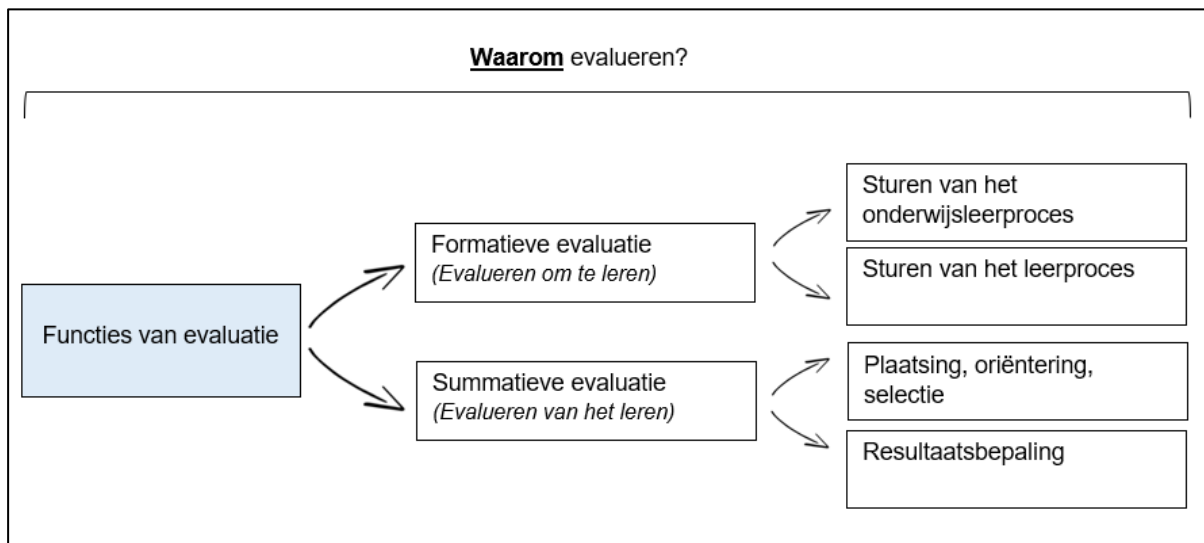 Waarom evalueren?
Functies van evaluatie
Formatieve evaluatie
(Evalueren om te leren)
Summatieve evaluatie
(Evalueren van het leren)
Sturen van het
onderwijsleerproces
Sturen van het leerproces
Plaatsing, oriëntering,
selectie
Resultaatsbepaling